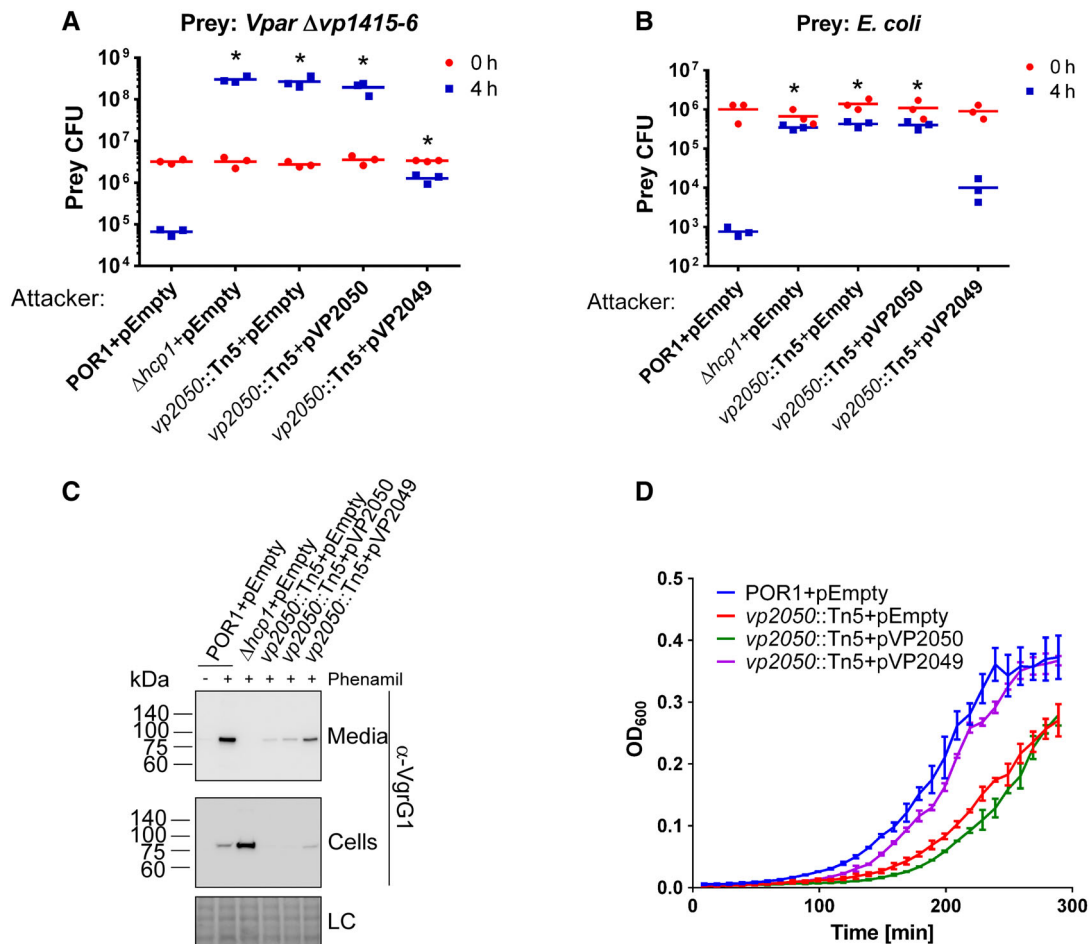 A
Prey: Vpar Δvp1415-6
Prey CFU
10⁹
10⁸
10⁷
10⁶
10⁵
10⁴
* * * *
0 h
4 h
Attacker:
POR1+pEmpty
Δhcp1+pEmpty
vp2050::Tn5+pEmpty
vp2050::Tn5+pVP2050
vp2050::Tn5+pVP2049
B
Prey: E. coli
Prey CFU
10⁷
10⁶
10⁵
10⁴
10³
10²
* * *
0 h
4 h
Attacker:
POR1+pEmpty
Δhcp1+pEmpty
vp2050::Tn5+pEmpty
vp2050::Tn5+pVP2050
vp2050::Tn5+pVP2049
C
POR1+pEmpty
Δhcp1+pEmpty
vp2050::Tn5+pEmpty
vp2050::Tn5+pVP2050
vp2050::Tn5+pVP2049
kDa
- + + + + + Phenamil
140
100
75
60
Media
140
100
75
60
Cells
α-VgrG1
LC
D
OD₆₀₀
0.5
0.4
0.3
0.2
0.1
0.0
POR1+pEmpty
vp2050::Tn5+pEmpty
vp2050::Tn5+pVP2050
vp2050::Tn5+pVP2049
0 100 200 300
Time [min]